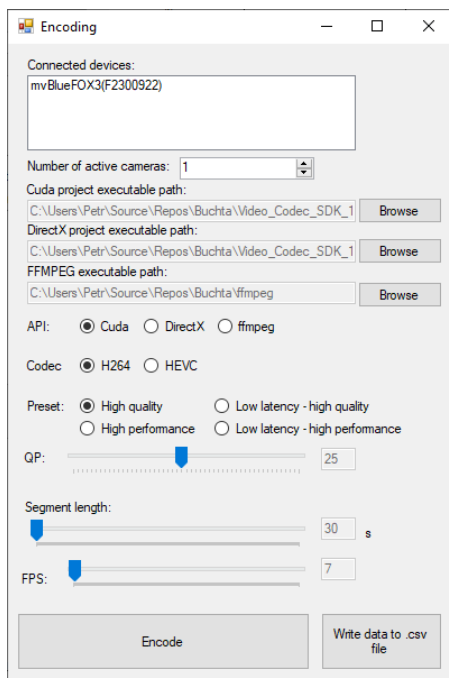 Encoding
Connected devices:
mvBlueFOX3(F2300922)
Number of active cameras: 1
Cuda project executable path:
C:\Users\Petr\Source\Repos\Buchta\Video_Codec_SDK_1 Browse
DirectX project executable path:
C:\Users\Petr\Source\Repos\Buchta\Video_Codec_SDK_1 Browse
FFMPEG executable path:
C:\Users\Petr\Source\Repos\Buchta\ffmpeg Browse
API: Cuda DirectX ffmpeg
Codec H264 HEVC
Preset: High quality Low latency - high quality
High performance Low latency - high performance
QP: 25
Segment length:
30 s
FPS: 7
Encode Write data to .csv
file